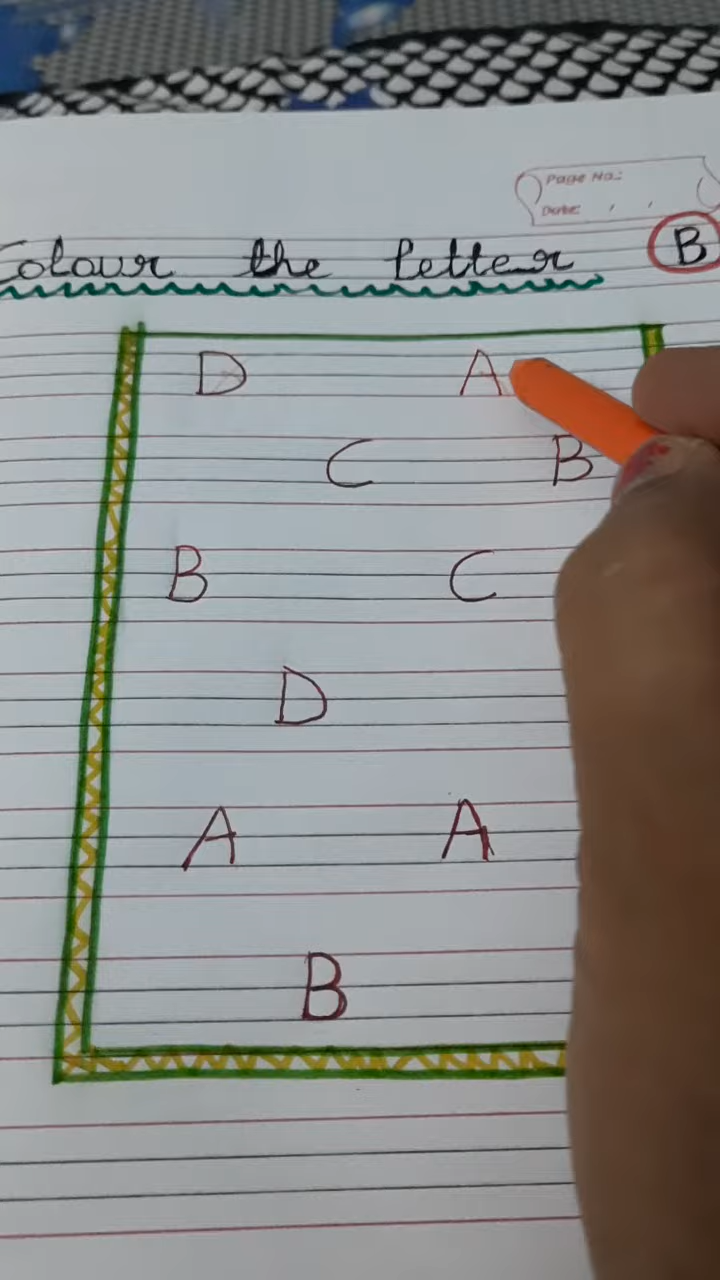 Page No.:
Date:
Colour the letter B
D A
C B
B C
D
A A
B